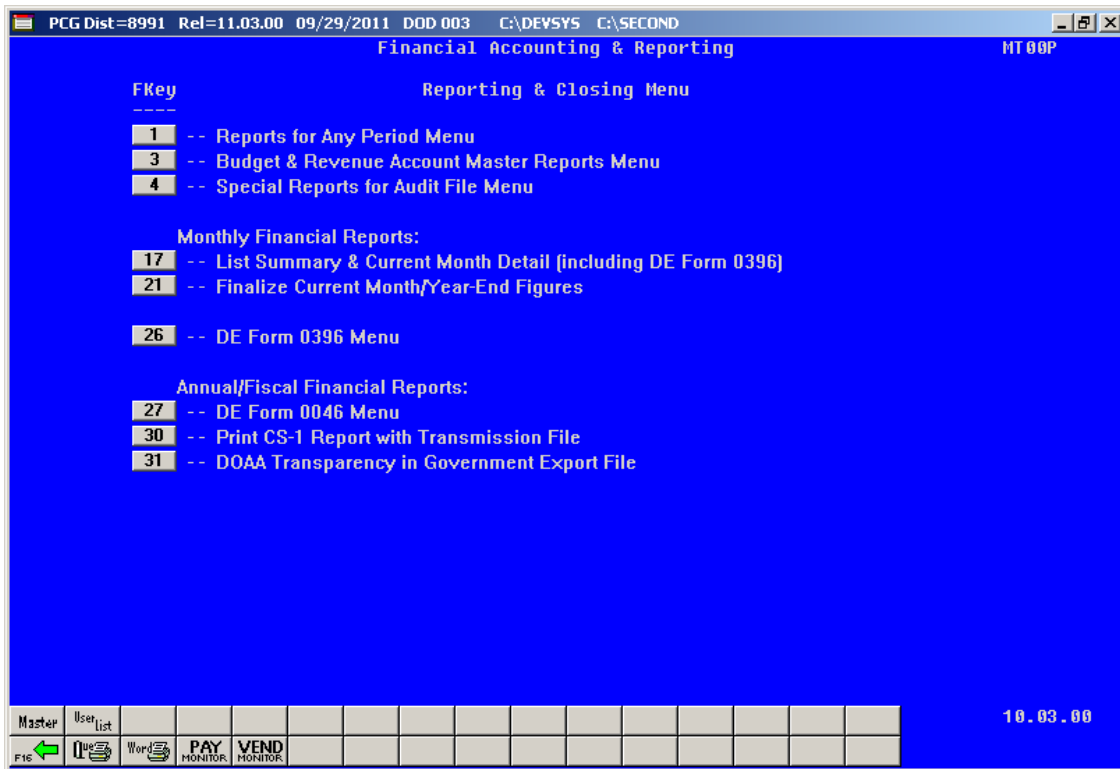 PCG Dist=8991 Rel=11.03.00 09/29/2011 DOD 003 C:\DEVSYS C:\SECOND
Financial Accounting & Reporting MT00P
FKey Reporting & Closing Menu
----
1 -- Reports for Any Period Menu
3 -- Budget & Revenue Account Master Reports Menu
4 -- Special Reports for Audit File Menu
Monthly Financial Reports:
17 -- List Summary & Current Month Detail (including DE Form 0396)
21 -- Finalize Current Month/Year-End Figures
26 -- DE Form 0396 Menu
Annual/Fiscal Financial Reports:
27 -- DE Form 0046 Menu
30 -- Print CS-1 Report with Transmission File
31 -- DOAA Transparency in Government Export File
Master User List 10.03.00
F16 Que Word PAY MONITOR VEND MONITOR